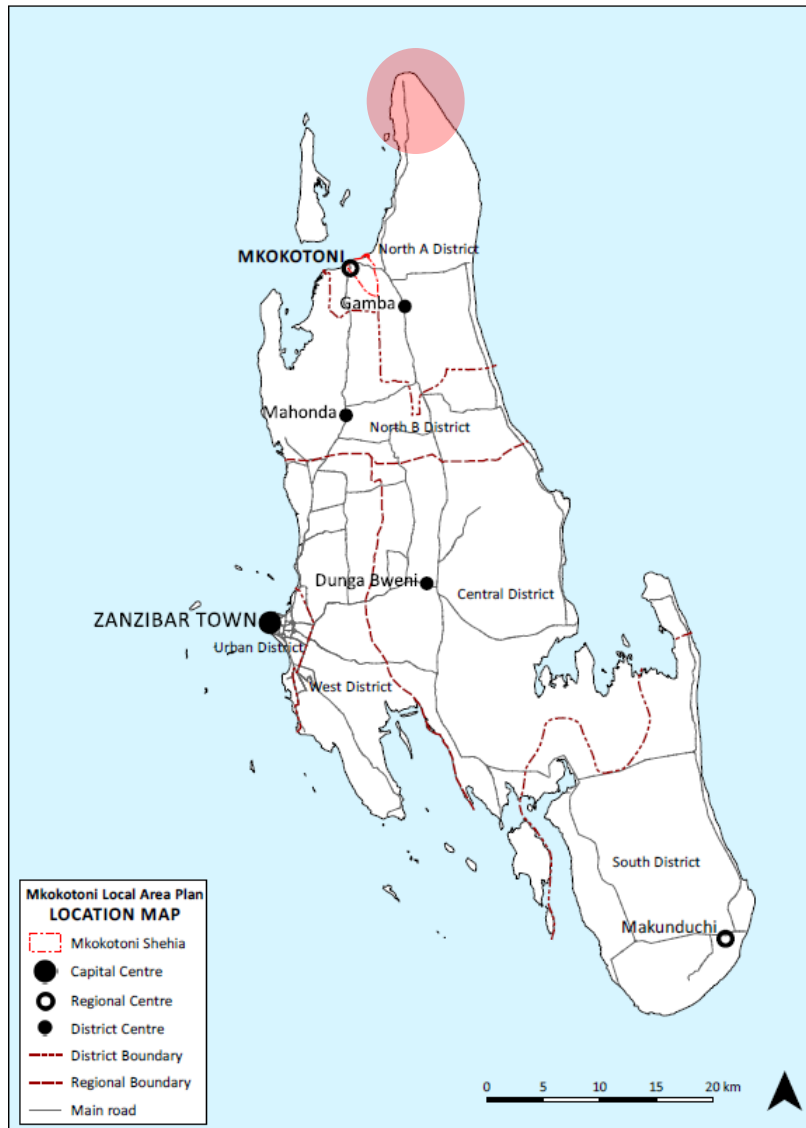 North A District
MKOKOTONI
Gamba
Mahonda
North B District
Dunga Bweni
Central District
ZANZIBAR TOWN
Urban District
West District
South District
Makunduchi
Mkokotoni Local Area Plan
LOCATION MAP
Mkokotoni Shehia
Capital Centre
Regional Centre
District Centre
District Boundary
Regional Boundary
Main road
0 5 10 15 20 km